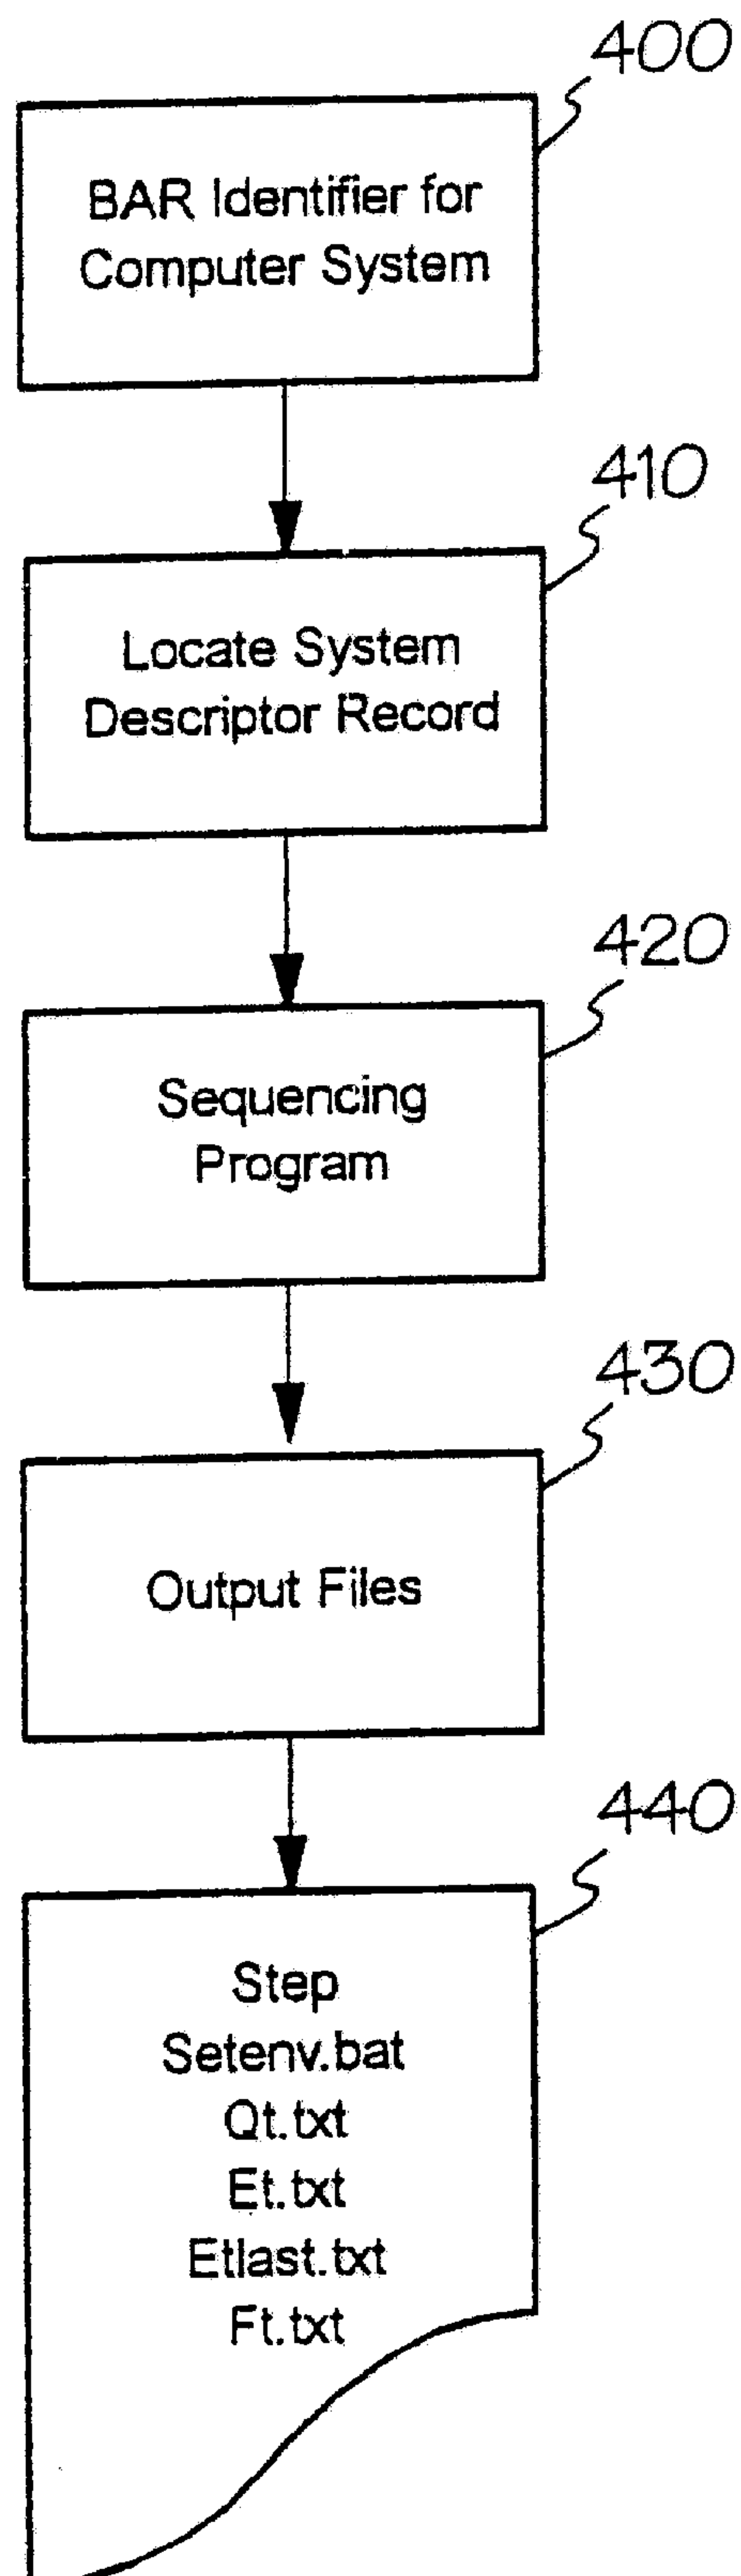 400
BAR Identifier for
Computer System
410
Locate System
Descriptor Record
420
Sequencing
Program
430
Output Files
440
Step
Setenv.bat
Qt.txt
Et.txt
Etlast.txt
Ft.txt